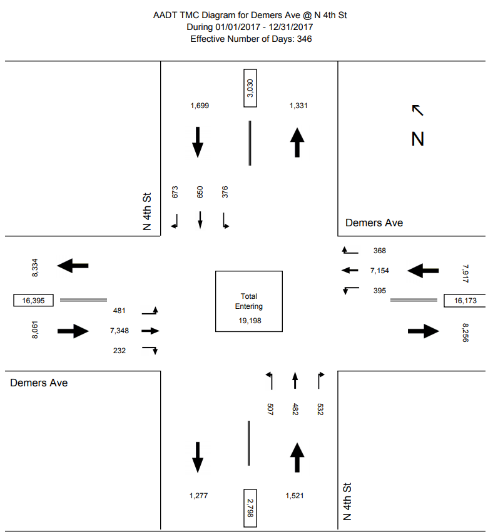 AADT TMC Diagram for Demers Ave @ N 4th St
During 01/01/2017 - 12/31/2017
Effective Number of Days: 346
3,030
1,699
1,331
N
673
650
376
N 4th St
Demers Ave
368
7,154
395
7,917
8,334
16,395
8,061
481
7,348
232
Total
Entering
19,198
16,173
8,256
Demers Ave
507
482
532
1,277
2,798
1,521
N 4th St